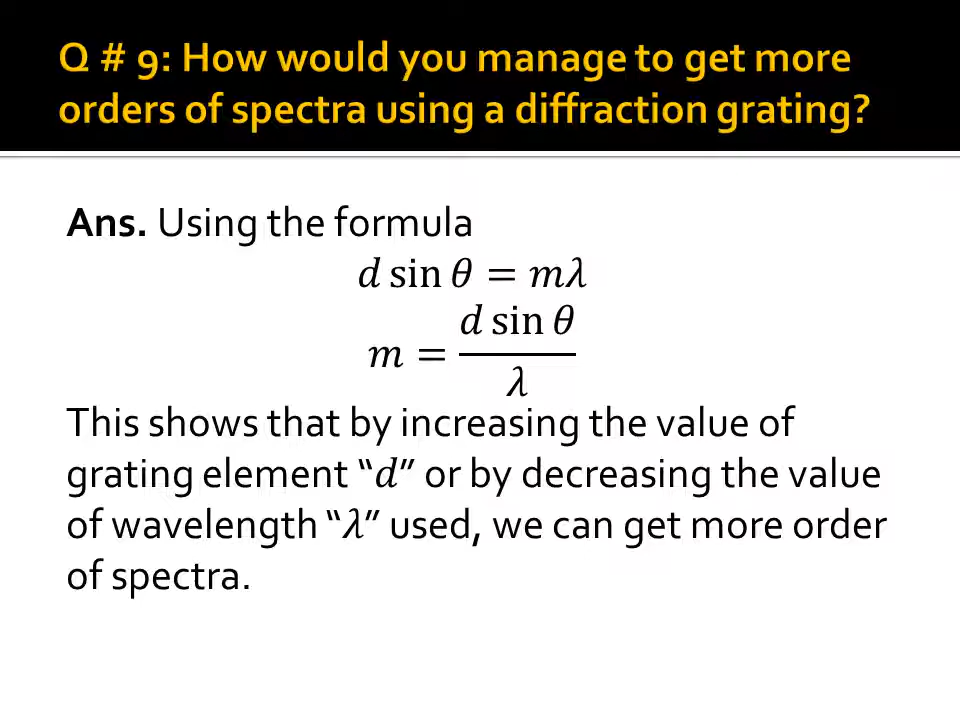 Q # 9: How would you manage to get more
orders of spectra using a diffraction grating?
Ans. Using the formula
𝑑 sin 𝜃 = 𝑚𝜆
𝑚 = 𝑑 sin 𝜃 / 𝜆
This shows that by increasing the value of
grating element “𝑑” or by decreasing the value
of wavelength “𝜆” used, we can get more order
of spectra.